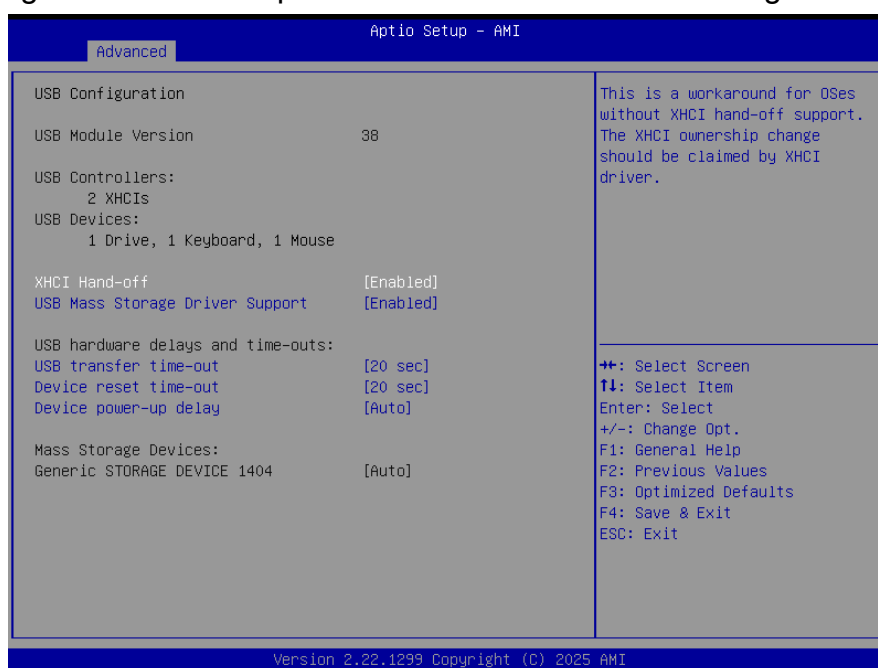 Aptio Setup – AMI
Advanced
USB Configuration
USB Module Version 38
USB Controllers:
2 XHCIs
USB Devices:
1 Drive, 1 Keyboard, 1 Mouse
XHCI Hand-off [Enabled]
USB Mass Storage Driver Support [Enabled]
USB hardware delays and time-outs:
USB transfer time-out [20 sec]
Device reset time-out [20 sec]
Device power-up delay [Auto]
Mass Storage Devices:
Generic STORAGE DEVICE 1404 [Auto]
This is a workaround for OSes
without XHCI hand-off support.
The XHCI ownership change
should be claimed by XHCI
driver.
→←: Select Screen
↑↓: Select Item
Enter: Select
+/-: Change Opt.
F1: General Help
F2: Previous Values
F3: Optimized Defaults
F4: Save & Exit
ESC: Exit
Version 2.22.1299 Copyright (C) 2025 AMI